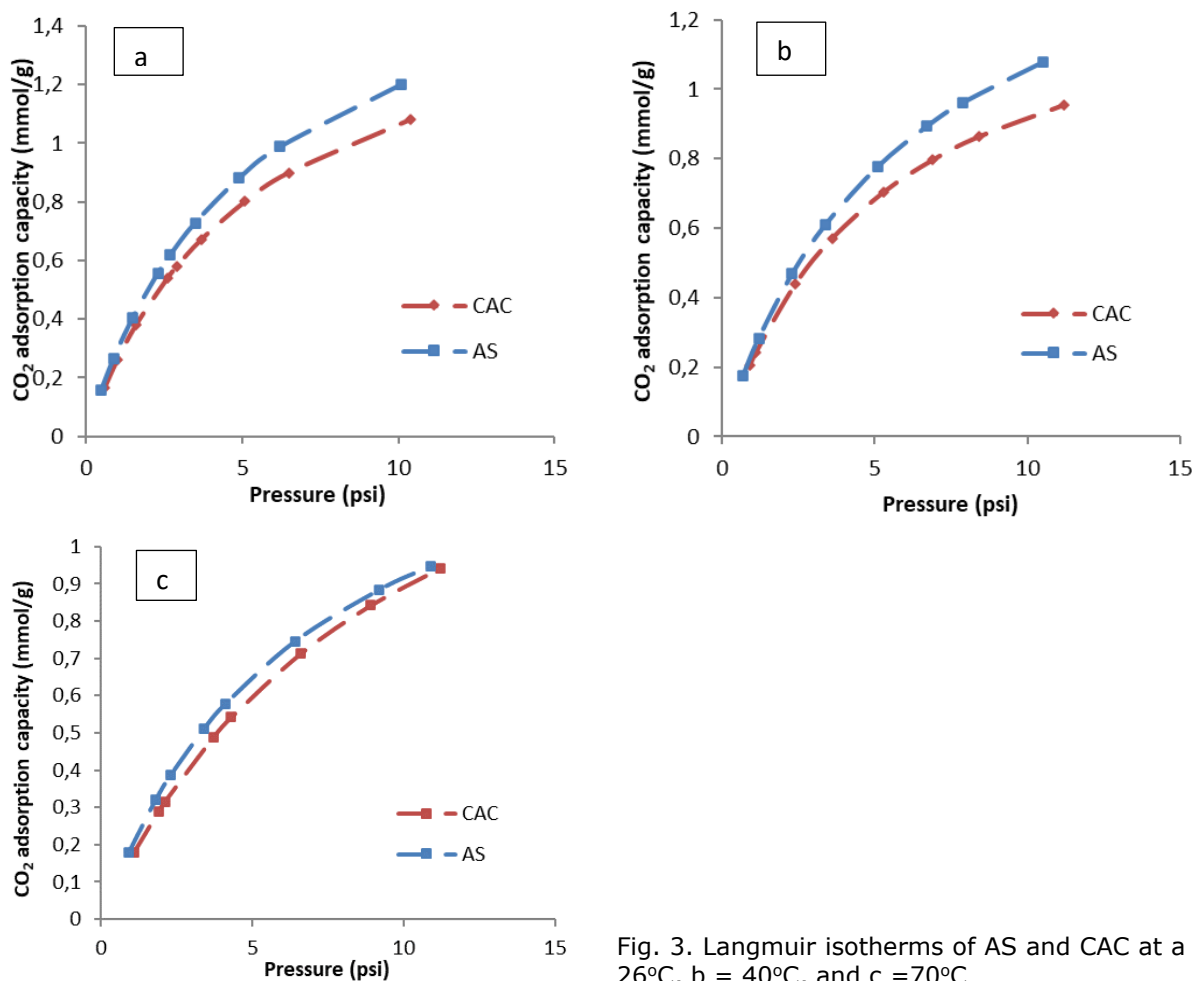 a
CO₂ adsorption capacity (mmol/g)
1,4
1,2
1
0,8
0,6
0,4
0,2
0
0 5 10 15
Pressure (psi)
CAC
AS
b
CO₂ adsorption capacity (mmol/g)
1,2
1
0,8
0,6
0,4
0,2
0
0 5 10 15
Pressure (psi)
CAC
AS
c
CO₂ adsorption capacity (mmol/g)
1
0,9
0,8
0,7
0,6
0,5
0,4
0,3
0,2
0,1
0
0 5 10 15
Pressure (psi)
CAC
AS
Fig. 3. Langmuir isotherms of AS and CAC at a
26°C, b = 40°C, and c =70°C